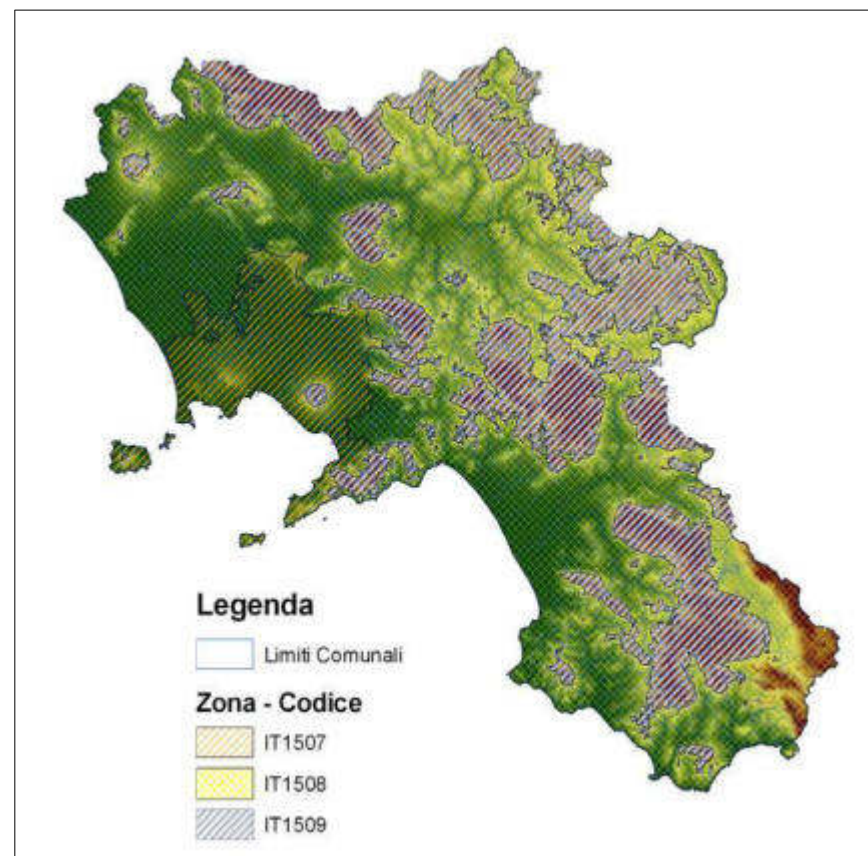 Legenda
Limiti Comunali
Zona - Codice
IT1507
IT1508
IT1509